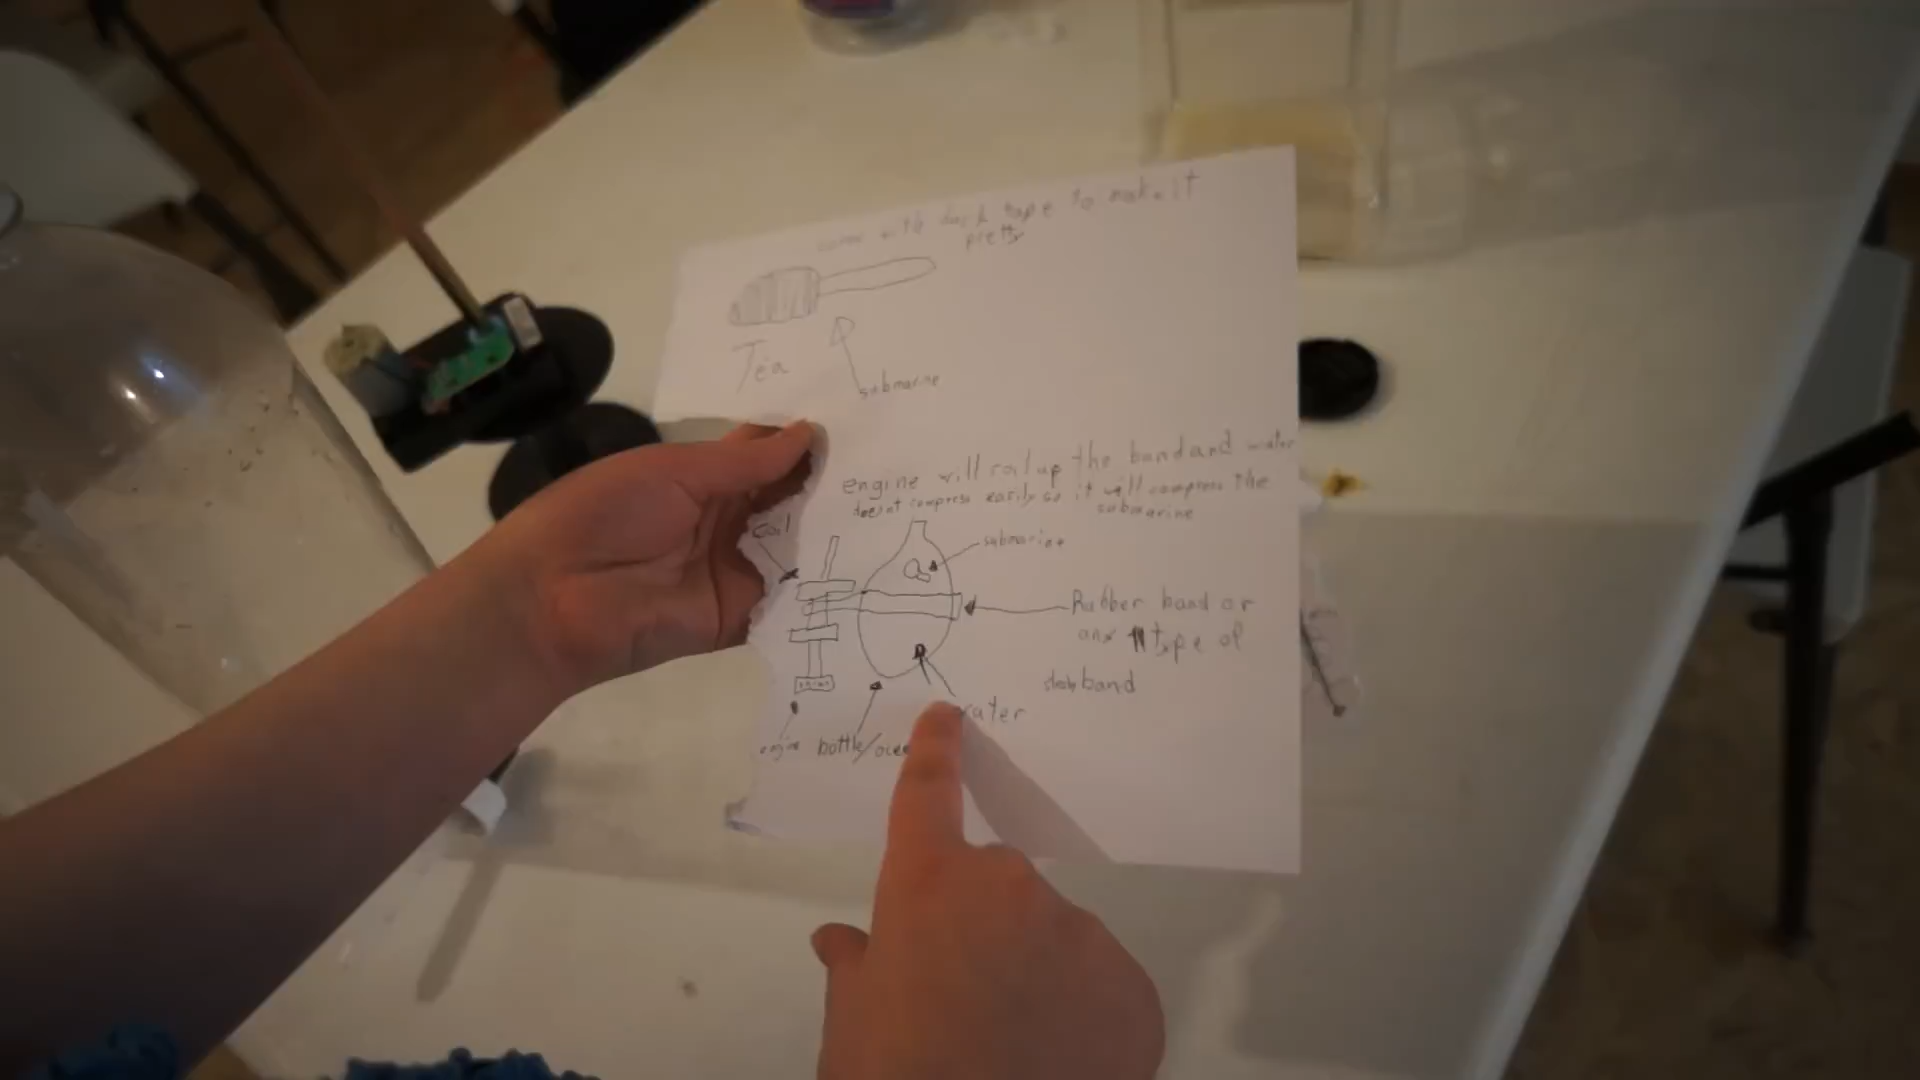 with duck tape to make it
pretty
Tea
submarine
engine will coil up the band and water
doesnt compress easily so it will compress the
submarine
coil
submarine
Rubber band or
any type of
band
water
engine
bottle/ocea